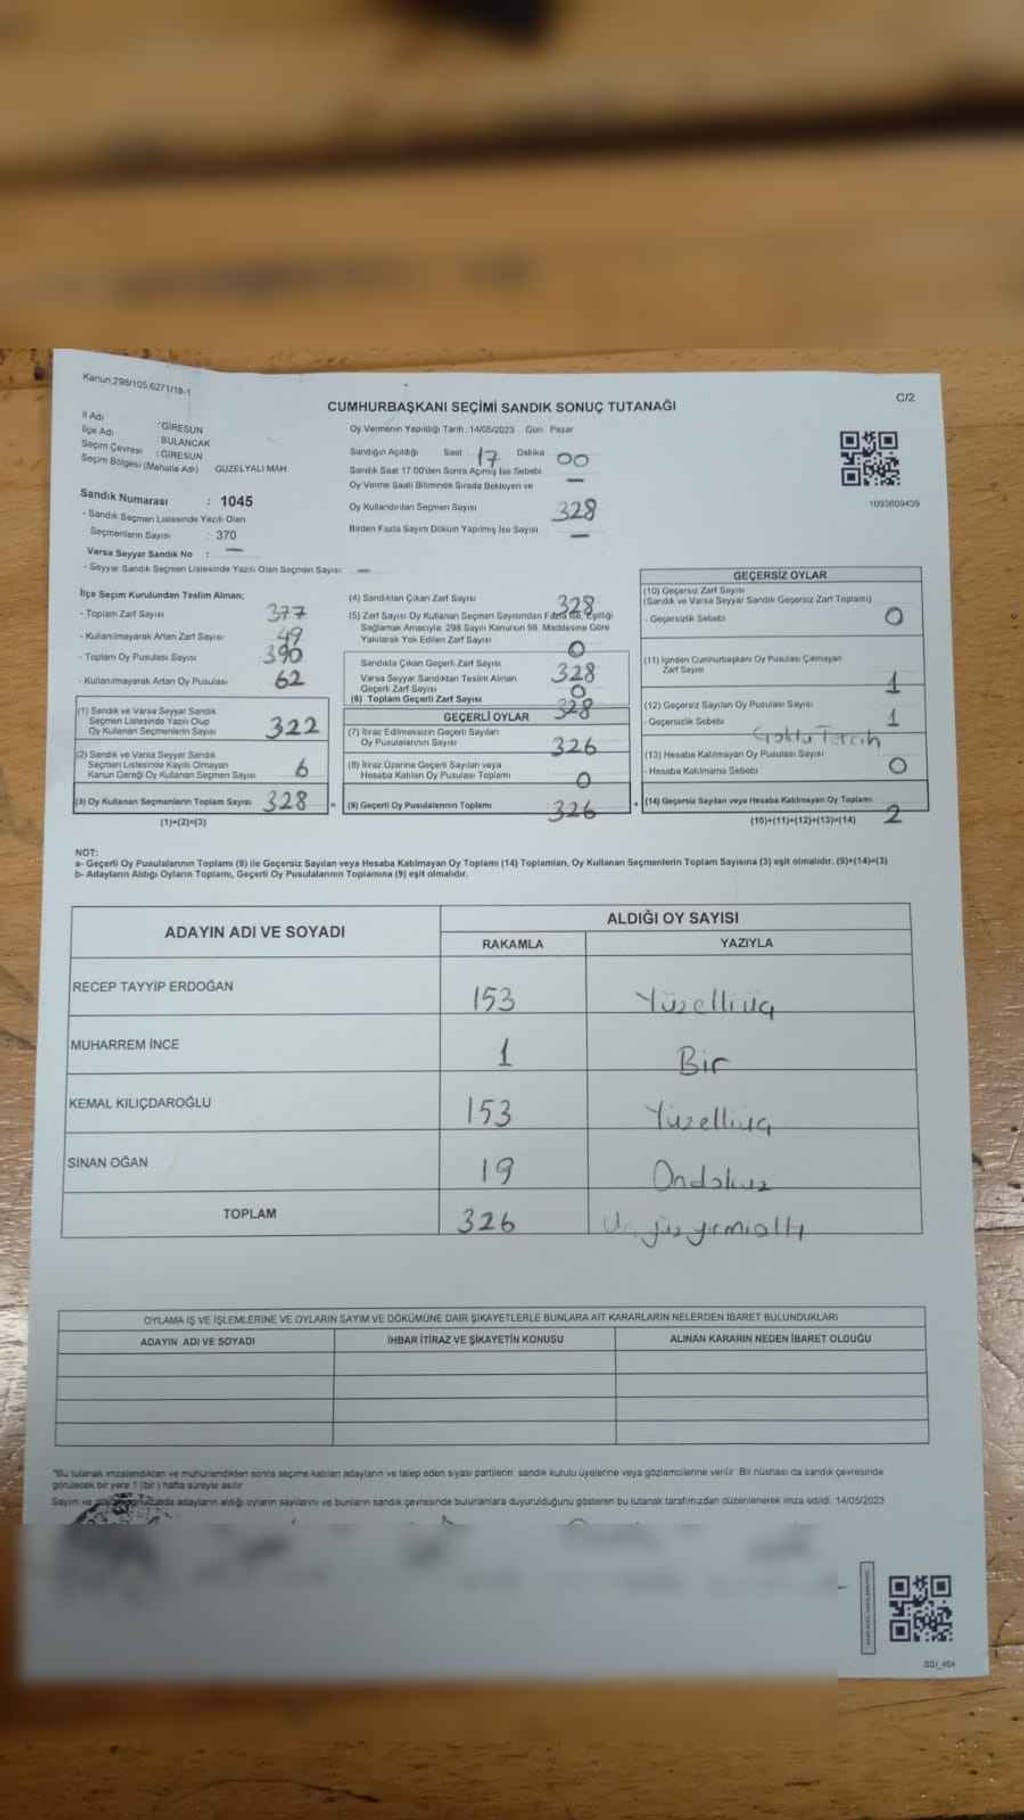 Kanun 298/105,6271/18-1
C/2
CUMHURBAŞKANI SEÇİMİ SANDIK SONUÇ TUTANAĞI
İl Adı : GİRESUN
İlçe Adı : BULANCAK
Seçim Çevresi : GİRESUN
Seçim Bölgesi (Mahalle Adı) GÜZELYALI MAH
Sandık Numarası : 1045
- Sandık Seçmen Listesinde Yazılı Olan
Seçmenlerin Sayısı : 370
Varsa Seyyar Sandık No : —
- Seyyar Sandık Seçmen Listesinde Yazılı Olan Seçmen Sayısı: —
Oy Vermenin Yapıldığı Tarih: 14/05/2023 Gün: Pazar
Sandığın Açıldığı Saat 17 Dakika 00
Sandık Saat 17.00'den Sonra Açılmış İse Sebebi —
Oy Verme Saati Bitiminde Sırada Bekleyen ve
Oy Kullandırılan Seçmen Sayısı 328
Birden Fazla Sayım Döküm Yapılmış İse Sayısı —
1093609439
İlçe Seçim Kurulundan Teslim Alınan;
- Toplam Zarf Sayısı 377
- Kullanılmayarak Artan Zarf Sayısı 49
- Toplam Oy Pusulası Sayısı 390
- Kullanılmayarak Artan Oy Pusulası 62
(1) Sandık ve Varsa Seyyar Sandık
Seçmen Listesinde Yazılı Olup
Oy Kullanan Seçmenlerin Sayısı 322
(2) Sandık ve Varsa Seyyar Sandık
Seçmen Listesinde Kayıtlı Olmayan
Kanun Gereği Oy Kullanan Seçmen Sayısı 6
(3) Oy Kullanan Seçmenlerin Toplam Sayısı 328
(1)+(2)=(3)
(4) Sandıktan Çıkan Zarf Sayısı 328
(5) Zarf Sayısı Oy Kullanan Seçmen Sayısından Fazla İse, Eşitliği
Sağlamak Amacıyla 298 Sayılı Kanunun 98. Maddesine Göre
Yakılarak Yok Edilen Zarf Sayısı 0
Sandıkta Çıkan Geçerli Zarf Sayısı 328
Varsa Seyyar Sandıktan Teslim Alınan
Geçerli Zarf Sayısı 0
(6) Toplam Geçerli Zarf Sayısı 328
GEÇERLİ OYLAR
(7) İtiraz Edilmeksizin Geçerli Sayılan
Oy Pusulalarının Sayısı 326
(8) İtiraz Üzerine Geçerli Sayılan veya
Hesaba Katılan Oy Pusulası Toplamı 0
= (9) Geçerli Oy Pusulalarının Toplamı 326
GEÇERSİZ OYLAR
(10) Geçersiz Zarf Sayısı
(Sandık ve Varsa Seyyar Sandık Geçersiz Zarf Toplamı)
- Geçersizlik Sebebi 0
(11) İçinden Cumhurbaşkanı Oy Pusulası Çıkmayan
Zarf Sayısı 1
(12) Geçersiz Sayılan Oy Pusulası Sayısı 1
- Geçersizlik Sebebi Çoklu Tercih
(13) Hesaba Katılmayan Oy Pusulası Sayısı
- Hesaba Katılmama Sebebi 0
+ (14) Geçersiz Sayılan veya Hesaba Katılmayan Oy Toplamı 2
(10)+(11)+(12)+(13)=(14)
NOT:
a- Geçerli Oy Pusulalarının Toplamı (9) ile Geçersiz Sayılan veya Hesaba Katılmayan Oy Toplamı (14) Toplamları, Oy Kullanan Seçmenlerin Toplam Sayısına (3) eşit olmalıdır. (9)+(14)=(3)
b- Adayların Aldığı Oyların Toplamı, Geçerli Oy Pusulalarının Toplamına (9) eşit olmalıdır.
ADAYIN ADI VE SOYADI
ALDIĞI OY SAYISI
RAKAMLA YAZIYLA
RECEP TAYYİP ERDOĞAN 153 Yüzelliüç
MUHARREM İNCE 1 Bir
KEMAL KILIÇDAROĞLU 153 Yüzelliüç
SİNAN OĞAN 19 Ondokuz
TOPLAM 326 Üçyüzyirmialtı
OYLAMA İŞ VE İŞLEMLERİNE VE OYLARIN SAYIM VE DÖKÜMÜNE DAİR ŞİKAYETLERLE BUNLARA AİT KARARLARIN NELERDEN İBARET BULUNDUKLARI
ADAYIN ADI VE SOYADI İHBAR İTİRAZ VE ŞİKAYETİN KONUSU ALINAN KARARIN NEDEN İBARET OLDUĞU
"Bu tutanak imzalandıktan ve mühürlendikten sonra seçime katılan adayların ve talep eden siyasi partilerin sandık kurulu üyelerine veya gözlemcilerine verilir. Bir nüshası da sandık çevresinde
görülecek bir yere 1 (bir) hafta süreyle asılır
Sayım ve adayların aldığı oyların sayılarını ve bunların sandık çevresinde bulunanlara duyurulduğunu gösteren bu tutanak tarafımızdan düzenlenerek imza edildi. 14/05/2023